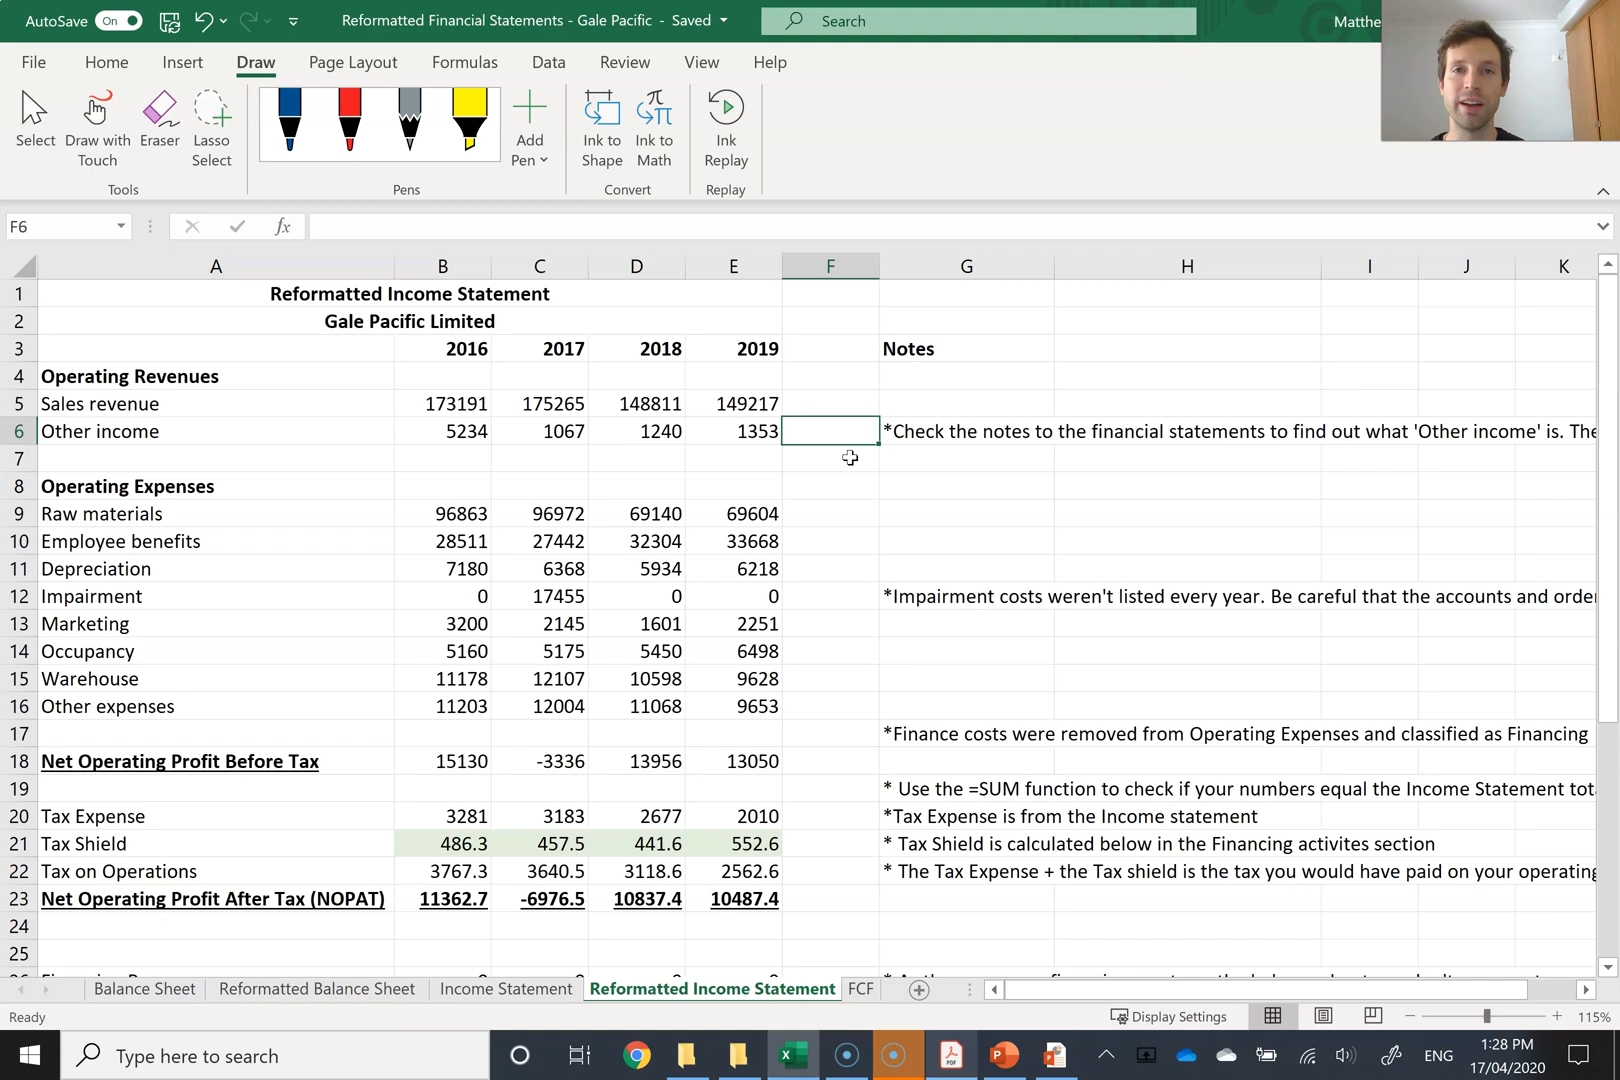 AutoSave On Reformatted Financial Statements - Gale Pacific - Saved Search Matthe
File Home Insert Draw Page Layout Formulas Data Review View Help
Select Draw with Touch Eraser Lasso Select Add Pen Ink to Shape Ink to Math Ink Replay
Tools Pens Convert Replay
F6 fx
A B C D E F G H I J K
1 Reformatted Income Statement
2 Gale Pacific Limited
3 2016 2017 2018 2019 Notes
4 Operating Revenues
5 Sales revenue 173191 175265 148811 149217
6 Other income 5234 1067 1240 1353 *Check the notes to the financial statements to find out what 'Other income' is. The
7
8 Operating Expenses
9 Raw materials 96863 96972 69140 69604
10 Employee benefits 28511 27442 32304 33668
11 Depreciation 7180 6368 5934 6218
12 Impairment 0 17455 0 0 *Impairment costs weren't listed every year. Be careful that the accounts and order
13 Marketing 3200 2145 1601 2251
14 Occupancy 5160 5175 5450 6498
15 Warehouse 11178 12107 10598 9628
16 Other expenses 11203 12004 11068 9653
17 *Finance costs were removed from Operating Expenses and classified as Financing
18 Net Operating Profit Before Tax 15130 -3336 13956 13050
19 * Use the =SUM function to check if your numbers equal the Income Statement tot
20 Tax Expense 3281 3183 2677 2010 *Tax Expense is from the Income statement
21 Tax Shield 486.3 457.5 441.6 552.6 * Tax Shield is calculated below in the Financing activites section
22 Tax on Operations 3767.3 3640.5 3118.6 2562.6 * The Tax Expense + the Tax shield is the tax you would have paid on your operating
23 Net Operating Profit After Tax (NOPAT) 11362.7 -6976.5 10837.4 10487.4
24
25
Balance Sheet Reformatted Balance Sheet Income Statement Reformatted Income Statement FCF
Ready Display Settings 115%
Type here to search ENG 1:28 PM
17/04/2020